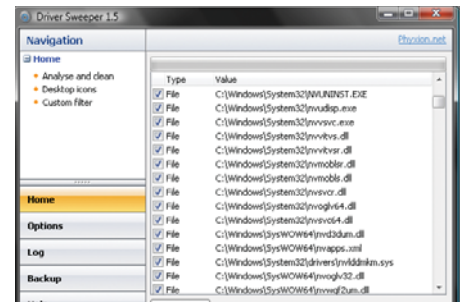 Driver Sweeper 1.5
Navigation
Phyxion.net
Home
Analyse and clean
Desktop icons
Custom filter
Type Value
File C:\Windows\System32\NVUNINST.EXE
File C:\Windows\System32\nvudisp.exe
File C:\Windows\System32\nvvsvc.exe
File C:\Windows\System32\nvvitvs.dll
File C:\Windows\System32\nvvitvsr.dll
File C:\Windows\System32\nvmoblsr.dll
File C:\Windows\System32\nvmobls.dll
File C:\Windows\System32\nvsvcr.dll
File C:\Windows\System32\nvoglv64.dll
File C:\Windows\System32\nvsvc64.dll
File C:\Windows\SysWOW64\nvd3dum.dll
File C:\Windows\SysWOW64\nvapps.xml
File C:\Windows\System32\drivers\nvlddmkm.sys
File C:\Windows\SysWOW64\nvoglv32.dll
File C:\Windows\SysWOW64\nvwgf2um.dll
Home
Options
Log
Backup